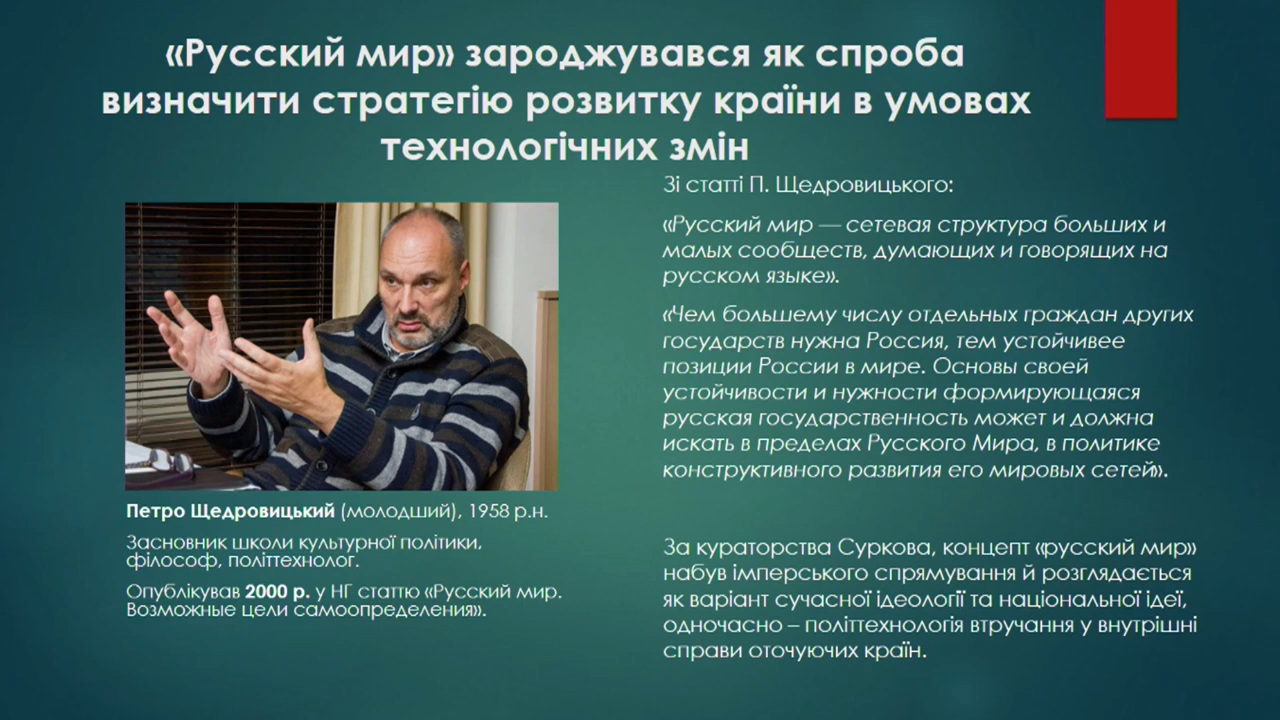 «Русский мир» зароджувався як спроба
визначити стратегію розвитку країни в умовах
технологічних змін
Зі статті П. Щедровицького:
«Русский мир — сетевая структура больших и
малых сообществ, думающих и говорящих на
русском языке».
«Чем большему числу отдельных граждан других
государств нужна Россия, тем устойчивее
позиции России в мире. Основы своей
устойчивости и нужности формирующаяся
русская государственность может и должна
искать в пределах Русского Мира, в политике
конструктивного развития его мировых сетей».
За кураторства Суркова, концепт «русский мир»
набув імперського спрямування й розглядається
як варіант сучасної ідеології та національної ідеї,
одночасно – політтехнологія втручання у внутрішні
справи оточуючих країн.
Петро Щедровицький (молодший), 1958 р.н.
Засновник школи культурної політики,
філософ, політтехнолог.
Опублікував 2000 р. у НГ статтю «Русский мир.
Возможные цели самоопределения».